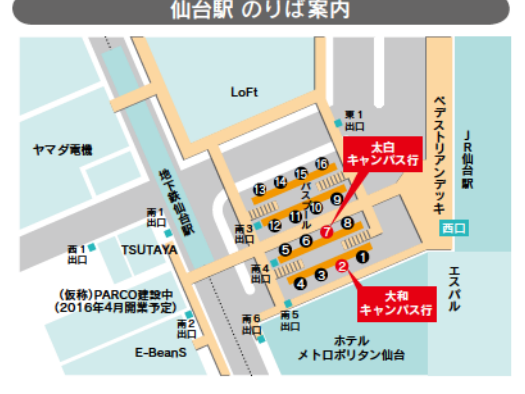 仙台駅 のりば案内
LoFt
東1
出口
ヤマダ電機
太白
キャンパス行
ペデストリアンデッキ
JR仙台駅
地下鉄仙台駅
バスプール
⑬ ⑭ ⑮ ⑯
⑫ ⑪ ⑩ ⑨
南1
出口
南3
出口
西1
出口
TSUTAYA
⑤ ⑥ ⑦ ⑧
西口
南4
出口
④ ③ ② ①
エスパル
(仮称)PARCO建設中
(2016年4月開業予定)
大和
キャンパス行
南2
出口
南6
出口
南5
出口
E-BeanS
ホテル
メトロポリタン仙台